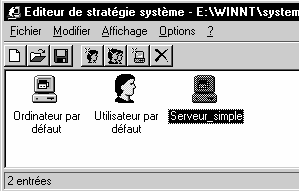 Editeur de stratégie système - E:\WINNT\system
Fichier Modifier Affichage Options ?
Ordinateur par
défaut
Utilisateur par
défaut
Serveur_simple
2 entrées